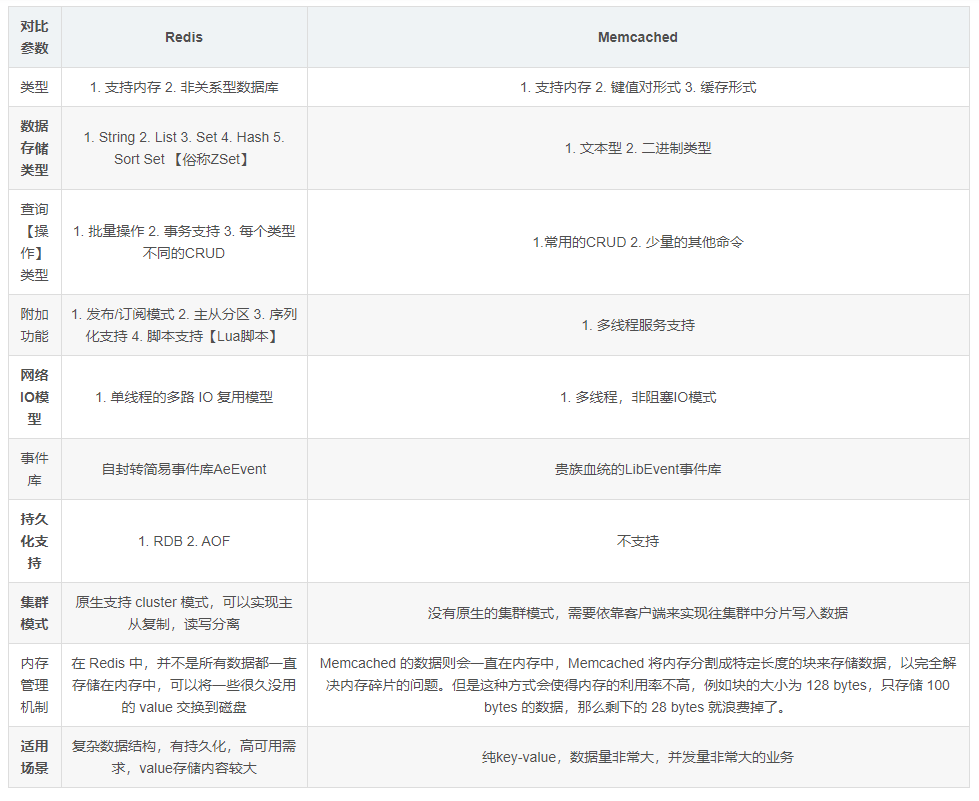 对比
参数
Redis
Memcached
类型
1. 支持内存 2. 非关系型数据库
1. 支持内存 2. 键值对形式 3. 缓存形式
数据
存储
类型
1. String 2. List 3. Set 4. Hash 5.
Sort Set 【俗称ZSet】
1. 文本型 2. 二进制类型
查询
【操
作】
类型
1. 批量操作 2. 事务支持 3. 每个类型
不同的CRUD
1.常用的CRUD 2. 少量的其他命令
附加
功能
1. 发布/订阅模式 2. 主从分区 3. 序列
化支持 4. 脚本支持【Lua脚本】
1. 多线程服务支持
网络
IO模
型
1. 单线程的多路 IO 复用模型
1. 多线程，非阻塞IO模式
事件
库
自封转简易事件库AeEvent
贵族血统的LibEvent事件库
持久
化支
持
1. RDB 2. AOF
不支持
集群
模式
原生支持 cluster 模式，可以实现主
从复制，读写分离
没有原生的集群模式，需要依靠客户端来实现往集群中分片写入数据
内存
管理
机制
在 Redis 中，并不是所有数据都一直
存储在内存中，可以将一些很久没用
的 value 交换到磁盘
Memcached 的数据则会一直在内存中，Memcached 将内存分割成特定长度的块来存储数据，以完全解
决内存碎片的问题。但是这种方式会使得内存的利用率不高，例如块的大小为 128 bytes，只存储 100
bytes 的数据，那么剩下的 28 bytes 就浪费掉了。
适用
场景
复杂数据结构，有持久化，高可用需
求，value存储内容较大
纯key-value，数据量非常大，并发量非常大的业务